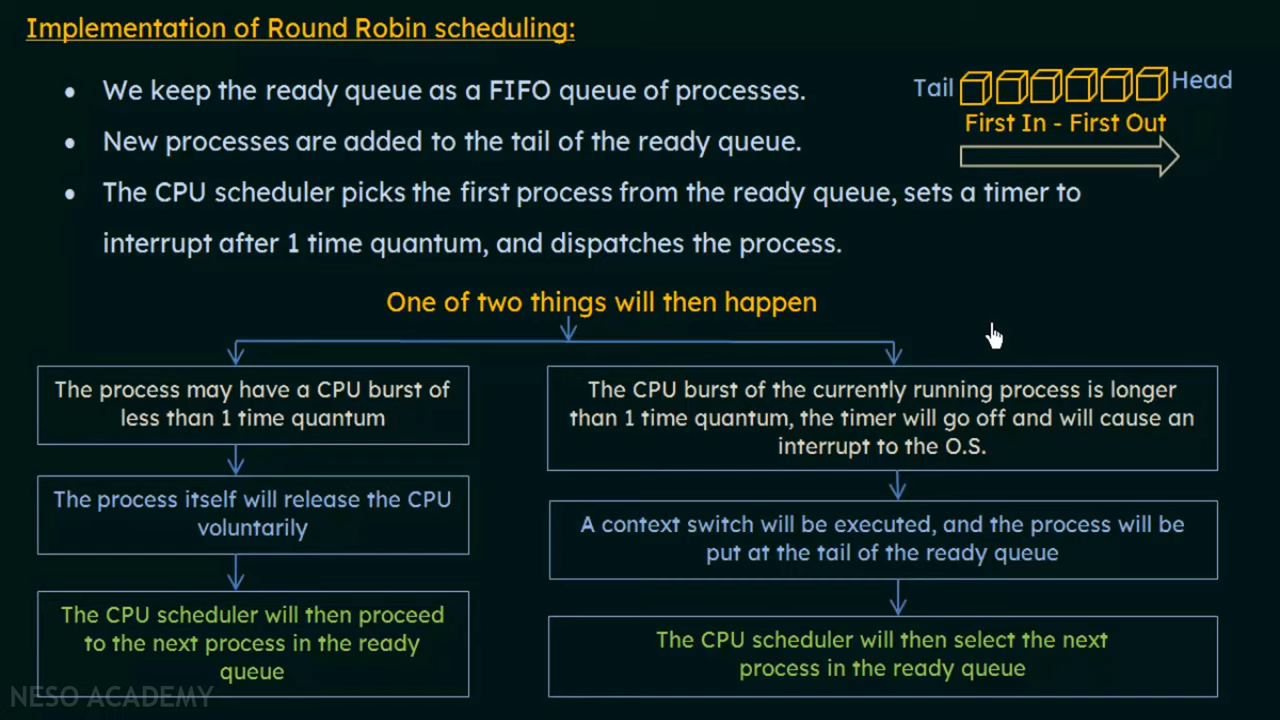 Implementation of Round Robin scheduling:
• We keep the ready queue as a FIFO queue of processes.
Tail
Head
First In - First Out
• New processes are added to the tail of the ready queue.
• The CPU scheduler picks the first process from the ready queue, sets a timer to
interrupt after 1 time quantum, and dispatches the process.
One of two things will then happen
The process may have a CPU burst of
less than 1 time quantum
The process itself will release the CPU
voluntarily
The CPU scheduler will then proceed
to the next process in the ready
queue
The CPU burst of the currently running process is longer
than 1 time quantum, the timer will go off and will cause an
interrupt to the O.S.
A context switch will be executed, and the process will be
put at the tail of the ready queue
The CPU scheduler will then select the next
process in the ready queue
NESO ACADEMY